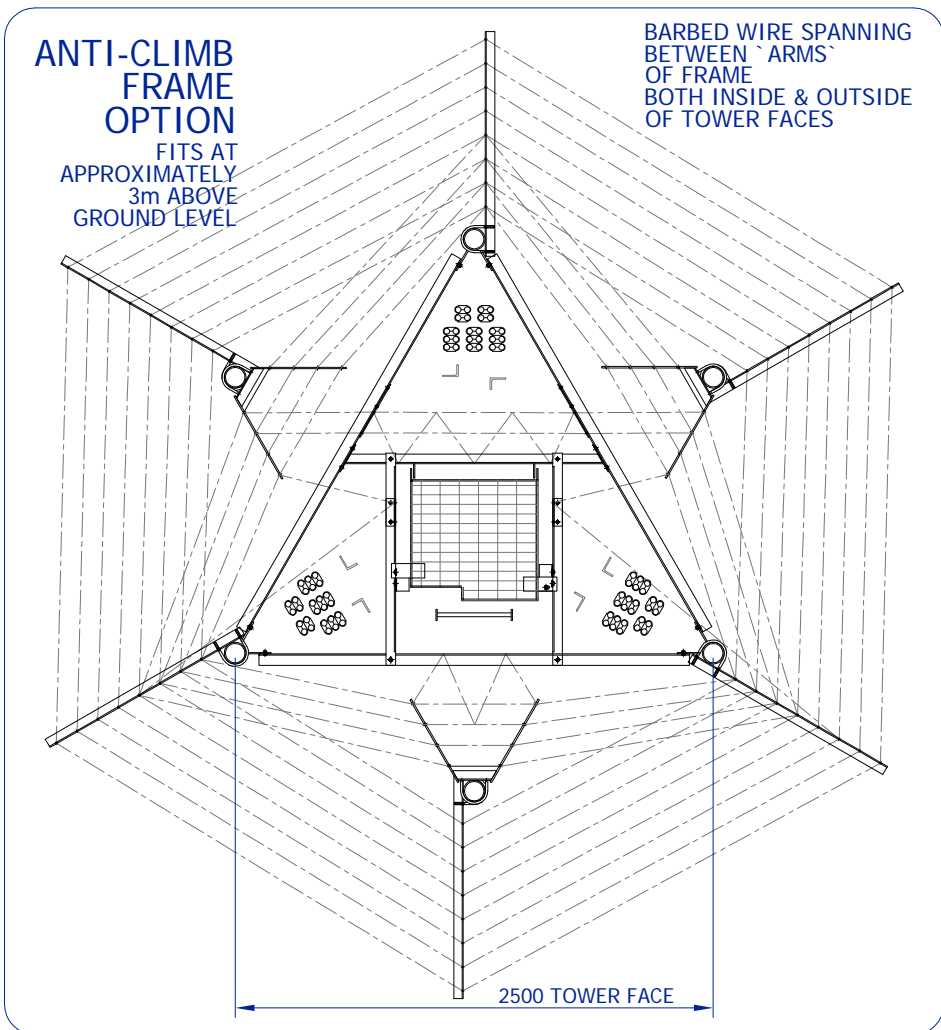 ANTI-CLIMB
FRAME
OPTION
FITS AT
APPROXIMATELY
3m ABOVE
GROUND LEVEL
BARBED WIRE SPANNING
BETWEEN `ARMS`
OF FRAME
BOTH INSIDE & OUTSIDE
OF TOWER FACES
2500 TOWER FACE